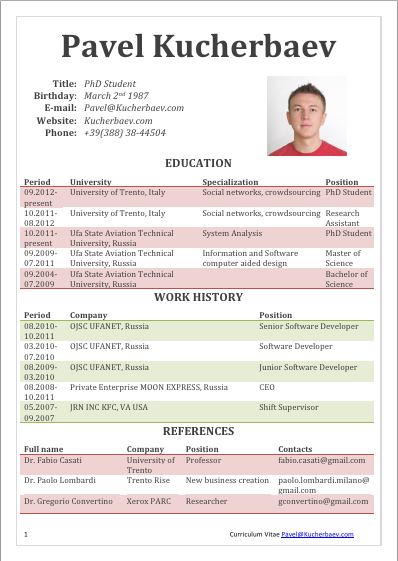 Pavel Kucherbaev
Title: PhD Student
Birthday: March 2nd 1987
E-mail: Pavel@Kucherbaev.com
Website: Kucherbaev.com
Phone: +39(388) 38-44504
EDUCATION
Period University Specialization Position
09.2012- University of Trento, Italy Social networks, crowdsourcing PhD Student
present
10.2011- University of Trento, Italy Social networks, crowdsourcing Research
08.2012 Assistant
10.2011- Ufa State Aviation Technical System Analysis PhD Student
present University, Russia
09.2009- Ufa State Aviation Technical Information and Software Master of
07.2011 University, Russia computer aided design Science
09.2004- Ufa State Aviation Technical Bachelor of
07.2009 University, Russia Science
WORK HISTORY
Period Company Position
08.2010- OJSC UFANET, Russia Senior Software Developer
10.2011
03.2010- OJSC UFANET, Russia Software Developer
07.2010
08.2009- OJSC UFANET, Russia Junior Software Developer
03.2010
08.2008- Private Enterprise MOON EXPRESS, Russia CEO
10.2011
05.2007- JRN INC KFC, VA USA Shift Supervisor
09.2007
REFERENCES
Full name Company Position Contacts
Dr. Fabio Casati University of Professor fabio.casati@gmail.com
Trento
Dr. Paolo Lombardi Trento Rise New business creation paolo.lombardi.milano@
gmail.com
Dr. Gregorio Convertino Xerox PARC Researcher gconvertino@gmail.com
1 Curriculum Vitae Pavel@Kucherbaev.com